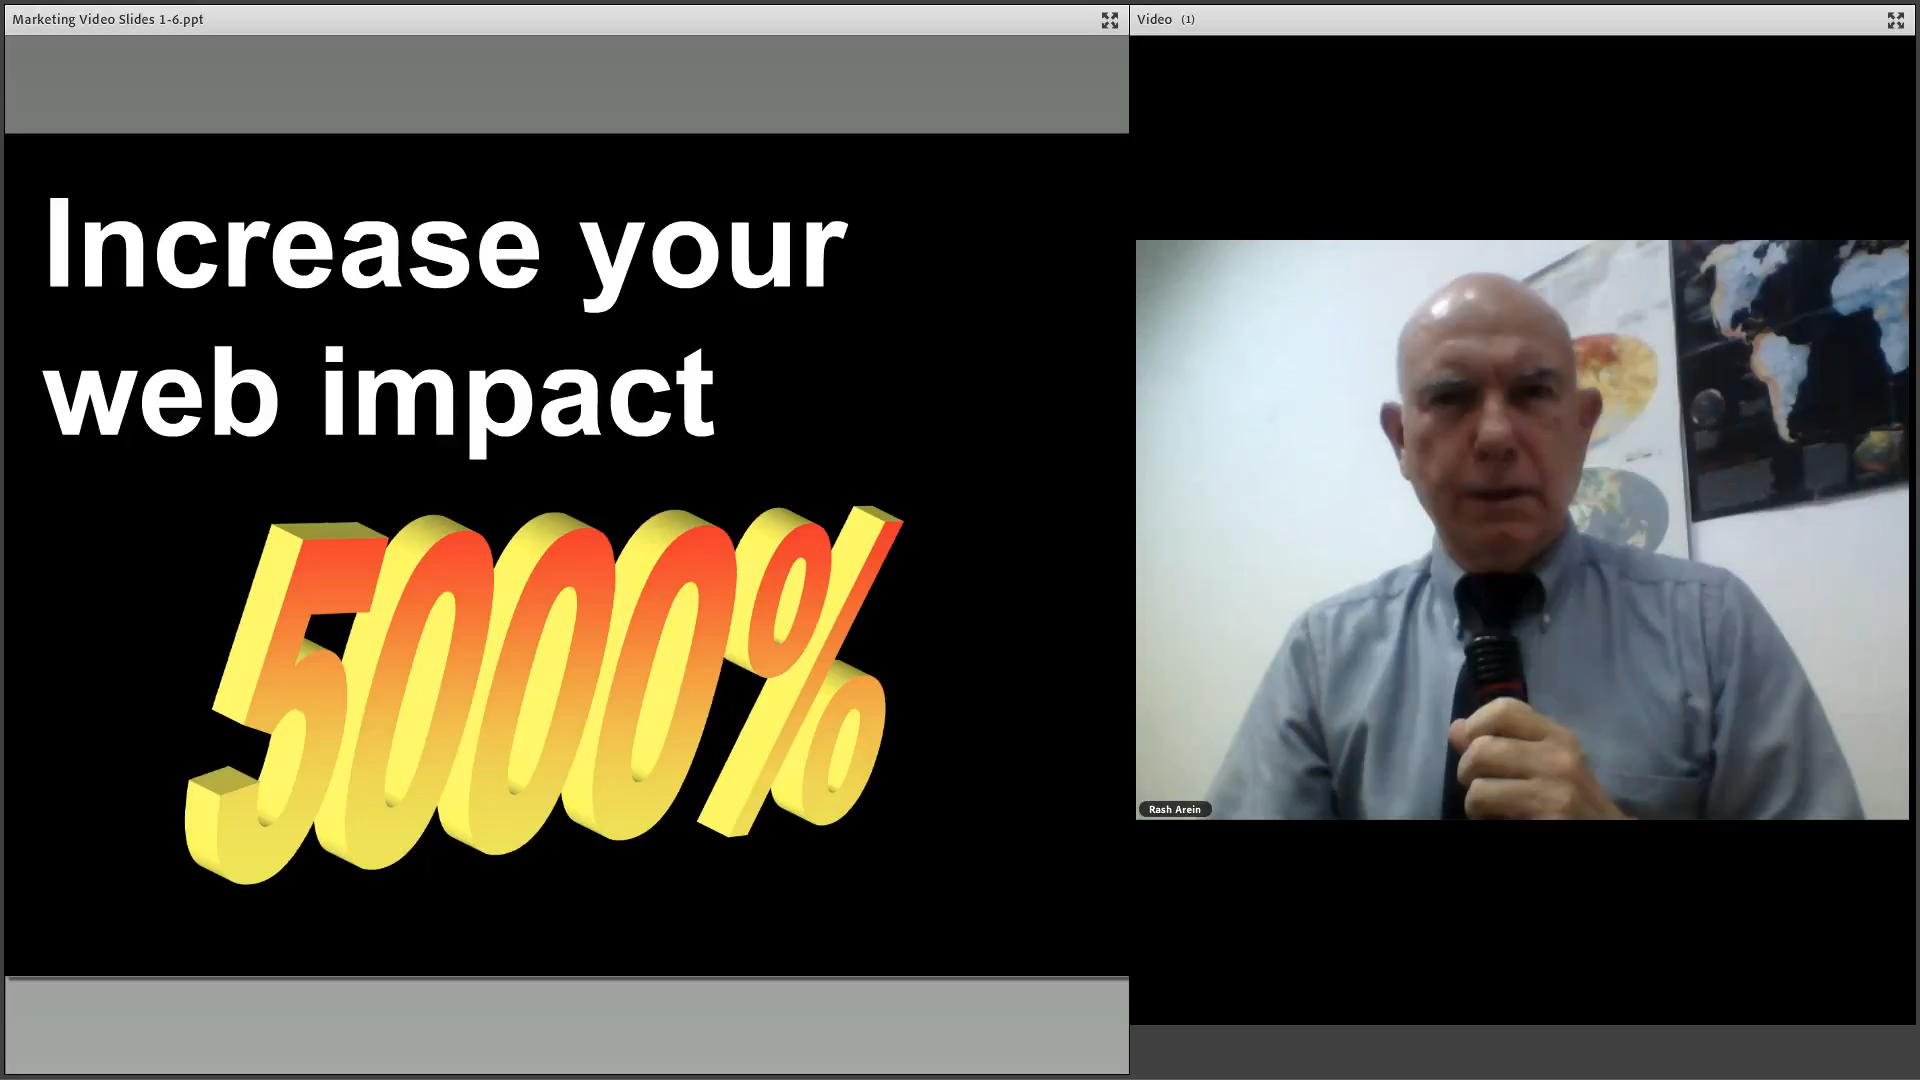 Marketing Video Slides 1-6.ppt
Video (1)
Increase your
web impact
5000%
Rash Arein